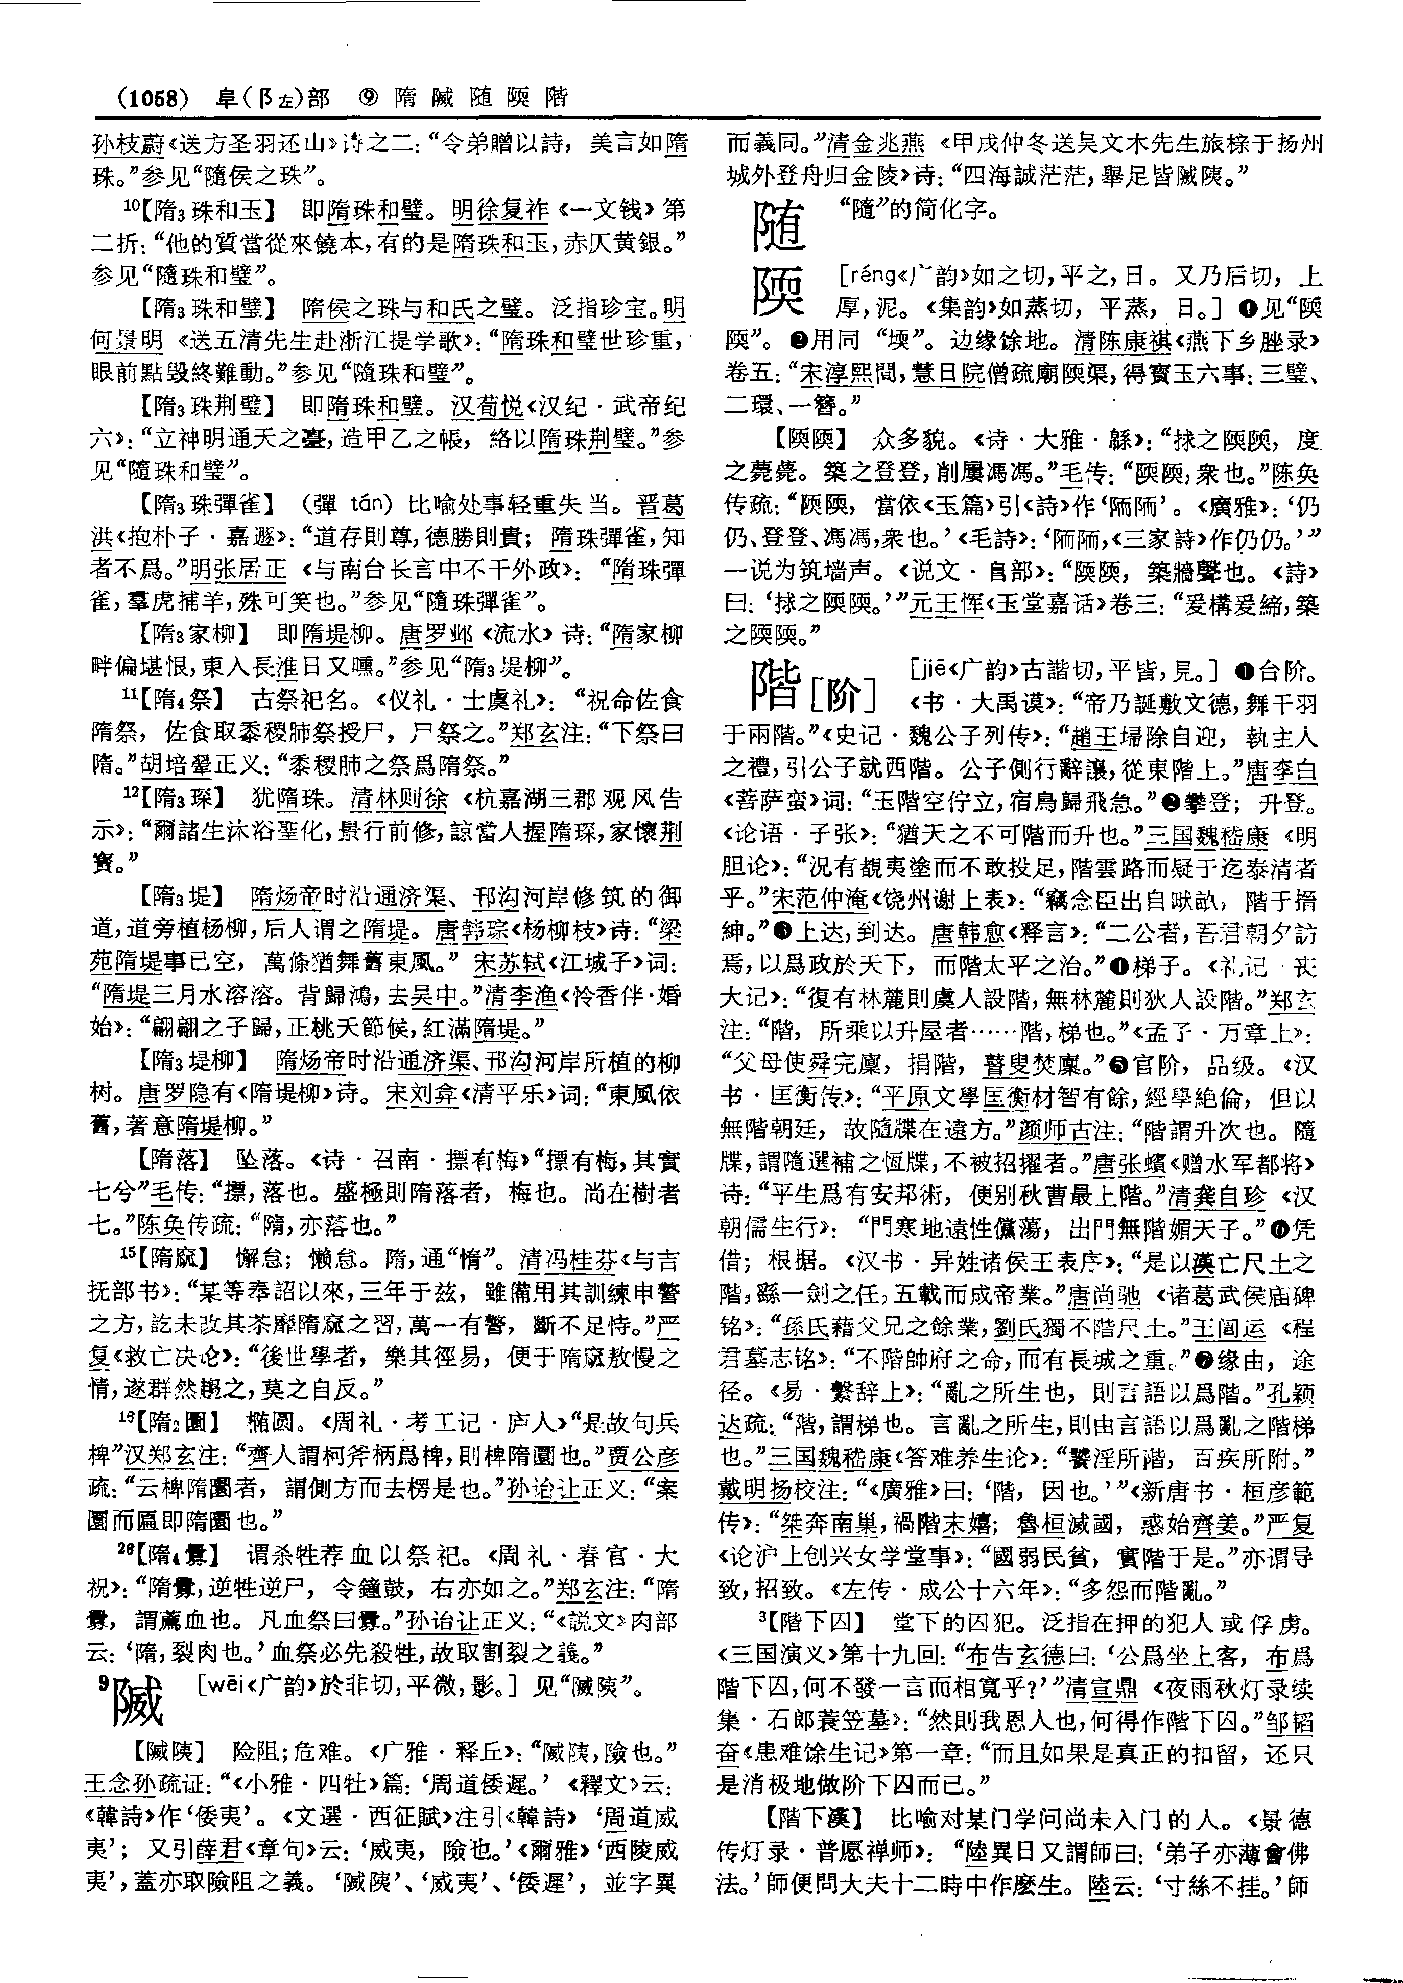 (1058) 阜(阝左)部 ⑨ 隋隇随陾階
孙枝蔚《送方圣羽还山》诗之二：“令弟贈以詩，美言如隋
珠。”参见“隨侯之珠”。
¹⁰【隋₃珠和玉】 即隋珠和璧。明徐复祚《一文钱》第
二折：“他的質當從來饒本，有的是隋珠和玉，赤仄黄銀。”
参见“隨珠和璧”。
【隋₃珠和璧】 隋侯之珠与和氏之璧。泛指珍宝。明
何景明《送五清先生赴浙江提学歌》：“隋珠和璧世珍重，
眼前點毀終難動。”参见“隨珠和璧”。
【隋₃珠荆璧】 即隋珠和璧。汉荀悦《汉纪·武帝纪
六》：“立神明通天之臺，造甲乙之帳，絡以隋珠荆璧。”参
见“隨珠和璧”。
【隋₃珠彈雀】 (彈 tán) 比喻处事轻重失当。晋葛
洪《抱朴子·嘉遯》：“道存則尊，德勝則貴；隋珠彈雀，知
者不爲。”明张居正《与南台长言中不干外政》：“隋珠彈
雀，羣虎捕羊，殊可笑也。”参见“隨珠彈雀”。
【隋₃家柳】 即隋堤柳。唐罗邺《流水》诗：“隋家柳
畔偏堪恨，東入長淮日又曛。”参见“隋₃堤柳”。
¹¹【隋₄祭】 古祭祀名。《仪礼·士虞礼》：“祝命佐食
隋祭，佐食取黍稷肺祭授尸，尸祭之。”郑玄注：“下祭曰
隋。”胡培翚正义：“黍稷肺之祭爲隋祭。”
¹²【隋₃琛】 犹隋珠。清林则徐《杭嘉湖三郡观风告
示》：“爾諸生沐浴聖化，景行前修，諒當人握隋琛，家懷荆
寶。”
【隋₃堤】 隋炀帝时沿通济渠、邗沟河岸修筑的御
道，道旁植杨柳，后人谓之隋堤。唐韩琮《杨柳枝》诗：“梁
苑隋堤事已空，萬條猶舞舊東風。”宋苏轼《江城子》词：
“隋堤三月水溶溶。背歸鴻，去吴中。”清李渔《怜香伴·婚
始》：“翩翩之子歸，正桃夭節候，紅滿隋堤。”
【隋₃堤柳】 隋炀帝时沿通济渠、邗沟河岸所植的柳
树。唐罗隐有《隋堤柳》诗。宋刘弇《清平乐》词：“東風依
舊，著意隋堤柳。”
【隋落】 坠落。《诗·召南·摽有梅》“摽有梅，其實
七兮”毛传：“摽，落也。盛極則隋落者，梅也。尚在樹者
七。”陈奂传疏：“隋，亦落也。”
¹⁵【隋窳】 懈怠；懒怠。隋，通“惰”。清冯桂芬《与吉
抚部书》：“某等奉詔以來，三年于兹，雖備用其訓練申警
之方，訖未改其茶靡隋窳之習，萬一有警，斷不足恃。”严
复《救亡决论》：“後世學者，樂其徑易，便于隋窳敖慢之
情，遂群然趨之，莫之自反。”
¹⁶【隋₂圜】 椭圆。《周礼·考工记·庐人》“是故句兵
椑”汉郑玄注：“齊人謂柯斧柄爲椑，則椑隋圜也。”贾公彦
疏：“云椑隋圜者，謂側方而去楞是也。”孙诒让正义：“案
圜而匾即隋圜也。”
²⁶【隋₄釁】 谓杀牲荐血以祭祀。《周礼·春官·大
祝》：“隋釁，逆牲逆尸，令鐘鼓，右亦如之。”郑玄注：“隋
釁，謂薦血也。凡血祭曰釁。”孙诒让正义：“《説文》肉部
云：‘隋，裂肉也。’血祭必先殺牲，故取割裂之義。”
⁹隇 [wēi《广韵》於非切，平微，影。] 见“隇陜”。
【隇陜】 险阻；危难。《广雅·释丘》：“隇陜，險也。”
王念孙疏证：“《小雅·四牡》篇：‘周道倭遲。’《釋文》云：
《韓詩》作‘倭夷’。《文選·西征賦》注引《韓詩》‘周道威
夷’；又引薛君《章句》云：‘威夷，險也。’《爾雅》‘西陵威
夷’，蓋亦取險阻之義。‘隇陜’、‘威夷’、‘倭遲’，並字異
而義同。”清金兆燕《甲戌仲冬送吴文木先生旅榇于扬州
城外登舟归金陵》诗：“四海誠茫茫，舉足皆隇陜。”
随 “隨”的简化字。
陾 [réng《广韵》如之切，平之，日。又乃后切，上
厚，泥。《集韵》如蒸切，平蒸，日。] ❶见“陾
陾”。❷用同“堧”。边缘馀地。清陈康祺《燕下乡脞录》
卷五：“宋淳熙間，慧日院僧疏廟陾渠，得寶玉六事：三璧、
二環、一簪。”
【陾陾】 众多貌。《诗·大雅·緜》：“捄之陾陾，度
之薨薨。築之登登，削屢馮馮。”毛传：“陾陾，衆也。”陈奂
传疏：“陾陾，當依《玉篇》引《詩》作‘陑陑’。《廣雅》：‘仍
仍、登登、馮馮，衆也。’《毛詩》：‘陑陑，《三家詩》作仍仍。’”
一说为筑墙声。《说文·𨸏部》：“陾陾，築牆聲也。《詩》
曰：‘捄之陾陾。’”元王恽《玉堂嘉话》卷三：“爰構爰締，築
之陾陾。”
階[阶] [jiē《广韵》古諧切，平皆，見。] ❶台阶。
《书·大禹谟》：“帝乃誕敷文德，舞干羽
于兩階。”《史记·魏公子列传》：“趙王埽除自迎，執主人
之禮，引公子就西階。公子側行辭讓，從東階上。”唐李白
《菩萨蛮》词：“玉階空佇立，宿鳥歸飛急。”❷攀登；升登。
《论语·子张》：“猶天之不可階而升也。”三国魏嵇康《明
胆论》：“況有覩夷塗而不敢投足，階雲路而疑于迄泰清者
乎。”宋范仲淹《饶州谢上表》：“竊念臣出自畎畝，階于搢
紳。”❸上达，到达。唐韩愈《释言》：“二公者，吾君朝夕訪
焉，以爲政於天下，而階太平之治。”❹梯子。《礼记·丧
大记》：“復有林麓則虞人設階，無林麓則狄人設階。”郑玄
注：“階，所乘以升屋者……階，梯也。”《孟子·万章上》：
“父母使舜完廩，捐階，瞽叟焚廩。”❺官阶，品级。《汉
书·匡衡传》：“平原文學匡衡材智有餘，經學絶倫，但以
無階朝廷，故隨牒在遠方。”颜师古注：“階謂升次也。隨
牒，謂隨選補之恆牒，不被招擢者。”唐张蠙《赠水军都将》
诗：“平生爲有安邦術，便别秋曹最上階。”清龚自珍《汉
朝儒生行》：“門寒地遠性儻蕩，出門無階媚天子。”❻凭
借；根据。《汉书·异姓诸侯王表序》：“是以漢亡尺土之
階，繇一劍之任，五載而成帝業。”唐尚驰《诸葛武侯庙碑
铭》：“孫氏藉父兄之餘業，劉氏獨不階尺土。”王闿运《程
君墓志铭》：“不階帥府之命，而有長城之重。”❼缘由，途
径。《易·繫辞上》：“亂之所生也，則言語以爲階。”孔颖
达疏：“階，謂梯也。言亂之所生，則由言語以爲亂之階梯
也。”三国魏嵇康《答难养生论》：“饕淫所階，百疾所附。”
戴明扬校注：“《廣雅》曰：‘階，因也。’”《新唐书·桓彦範
传》：“桀奔南巢，禍階末嬉；魯桓滅國，惑始齊姜。”严复
《论沪上创兴女学堂事》：“國弱民貧，實階于是。”亦谓导
致，招致。《左传·成公十六年》：“多怨而階亂。”
³【階下囚】 堂下的囚犯。泛指在押的犯人或俘虏。
《三国演义》第十九回：“布告玄德曰：‘公爲坐上客，布爲
階下囚，何不發一言而相寬乎？’”清宣鼎《夜雨秋灯录续
集·石郎蓑笠墓》：“然則我恩人也，何得作階下囚。”邹韬
奋《患难馀生记》第一章：“而且如果是真正的扣留，还只
是消极地做阶下囚而已。”
【階下漢】 比喻对某门学问尚未入门的人。《景德
传灯录·普愿禅师》：“陸異日又謂師曰：‘弟子亦薄會佛
法。’師便問大夫十二時中作麽生。陸云：‘寸絲不挂。’師